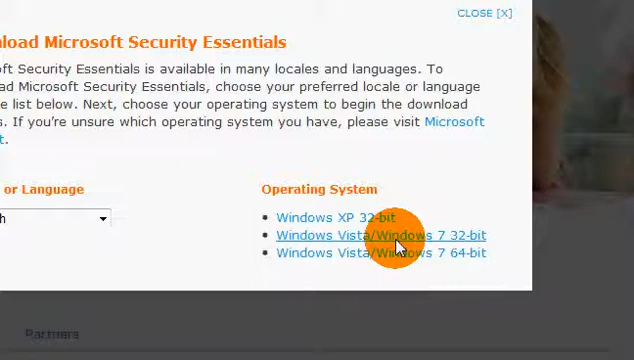 CLOSE [X]
load Microsoft Security Essentials
oft Security Essentials is available in many locales and languages. To
ad Microsoft Security Essentials, choose your preferred locale or language
e list below. Next, choose your operating system to begin the download
s. If you're unsure which operating system you have, please visit Microsoft
t.
or Language
Operating System
h
Windows XP 32-bit
Windows Vista/Windows 7 32-bit
Windows Vista/Windows 7 64-bit
Partners